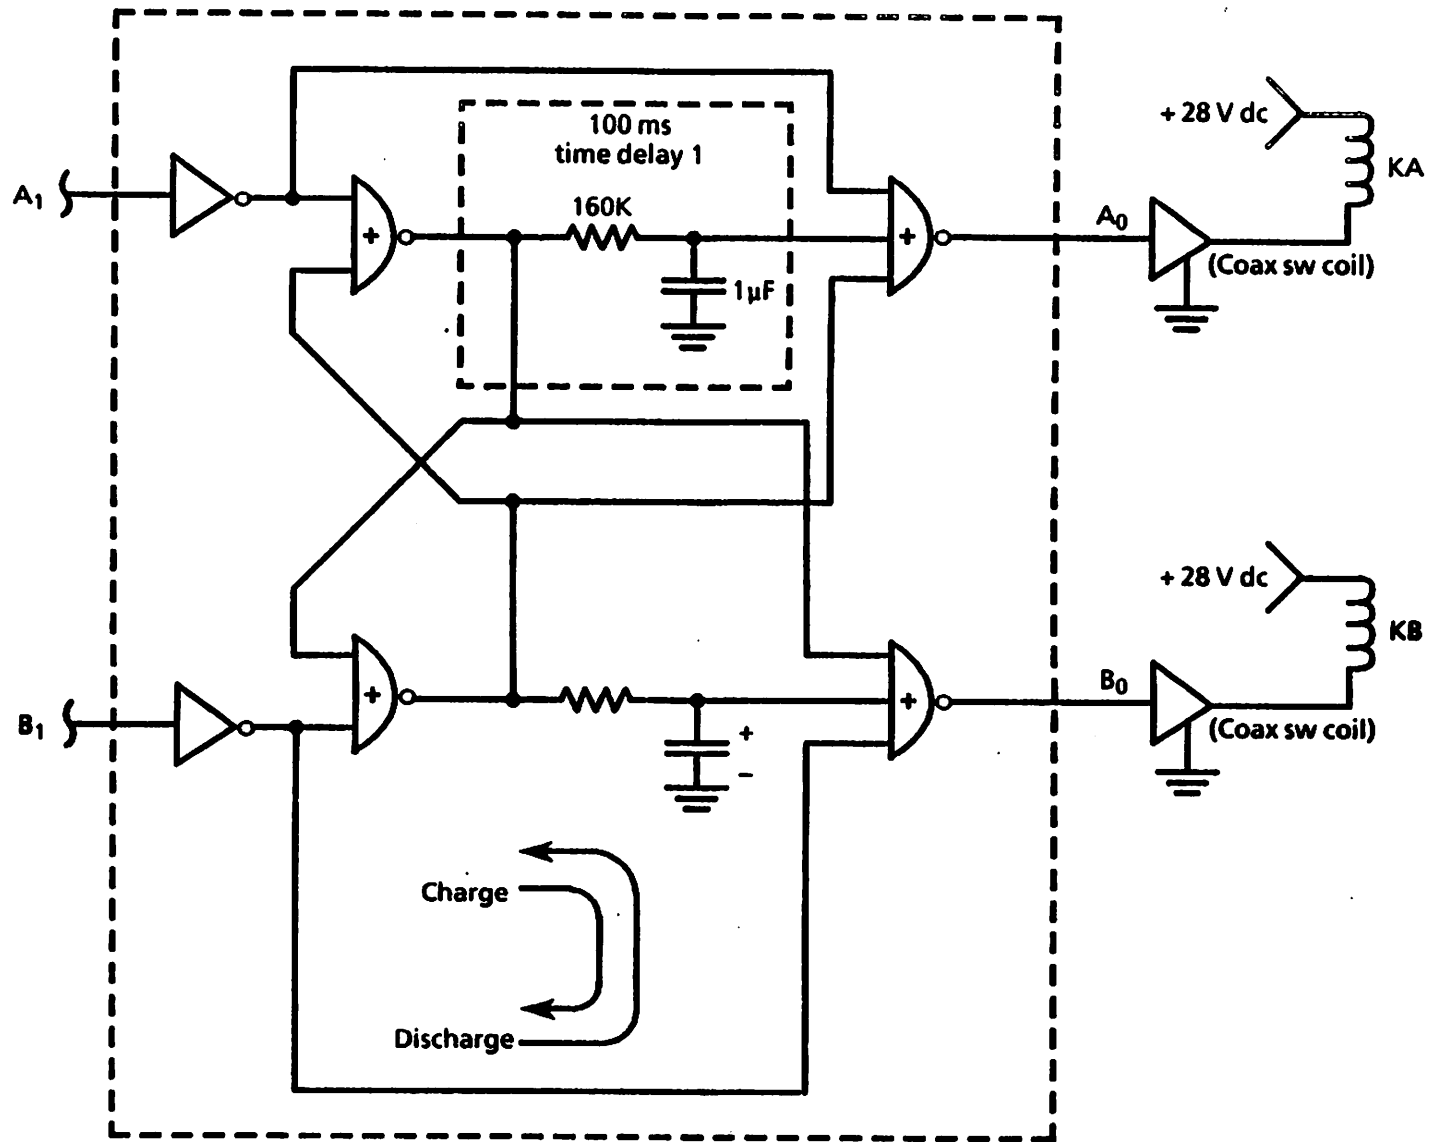 100 ms
time delay 1
+ 28 V dc
KA
A1
160K
+
+
A0
(Coax sw coil)
1µF
+ 28 V dc
KB
B1
+
+
B0
(Coax sw coil)
+
−
Charge
Discharge